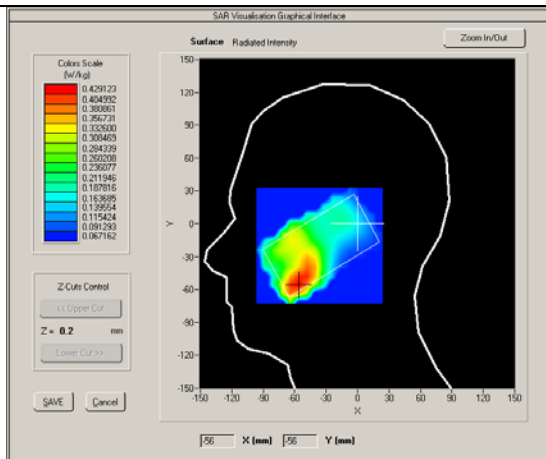 SAR Visualisation Graphical Interface
Surface Radiated Intensity
Zoom In/Out
Colors Scale
(W/kg)
0.429123
0.404992
0.380861
0.356731
0.332600
0.308469
0.284339
0.260208
0.236077
0.211946
0.187816
0.163685
0.139554
0.115424
0.091293
0.067162
Z-Cuts Control
<< Upper Cut
Z = 0.2 mm
Lower Cut >>
SAVE Cancel
150
120
90
60
30
0
-30
-60
-90
-120
-150
Y
-150 -120 -90 -60 -30 0 30 60 90 120 150
X
-56 X (mm) -56 Y (mm)